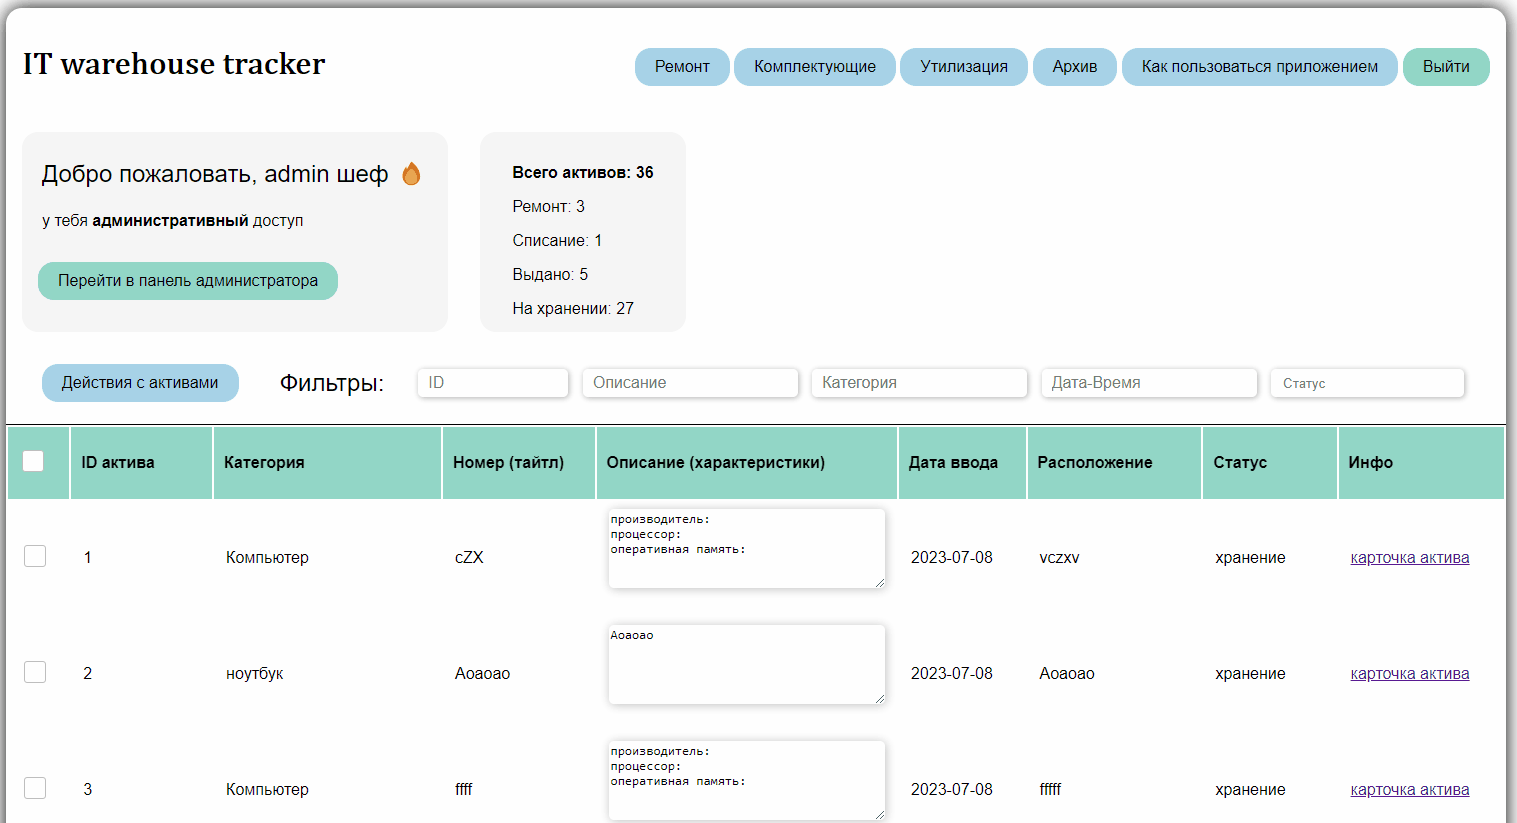 IT warehouse tracker
Ремонт Комплектующие Утилизация Архив Как пользоваться приложением Выйти
Добро пожаловать, admin шеф
у тебя административный доступ
Перейти в панель администратора
Всего активов: 36
Ремонт: 3
Списание: 1
Выдано: 5
На хранении: 27
Действия с активами Фильтры: ID Описание Категория Дата-Время Статус
ID актива Категория Номер (тайтл) Описание (характеристики) Дата ввода Расположение Статус Инфо
производитель:
процессор:
оперативная память:
1 Компьютер cZX 2023-07-08 vczxv хранение карточка актива
Аоаоао
2 ноутбук Аоаоао 2023-07-08 Аоаоао хранение карточка актива
производитель:
процессор:
оперативная память:
3 Компьютер ffff 2023-07-08 fffff хранение карточка актива